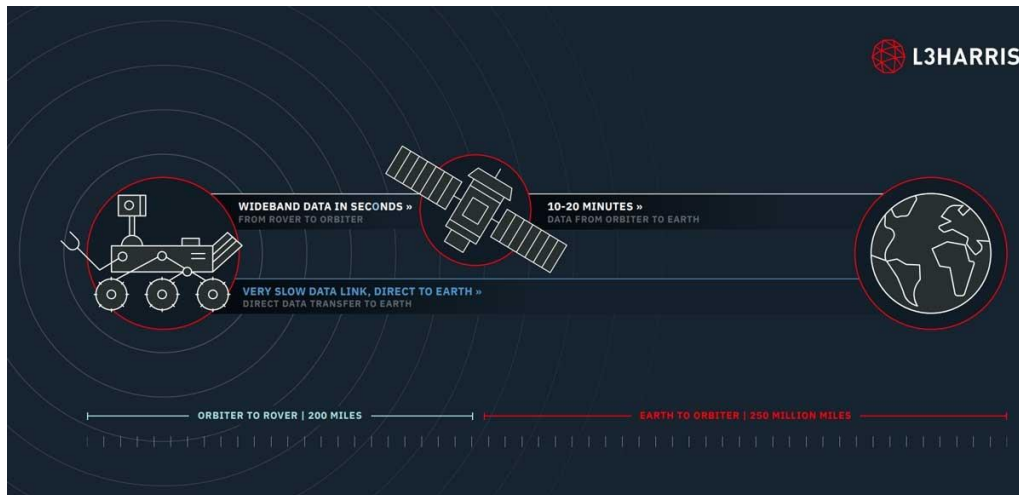 L3HARRIS
WIDEBAND DATA IN SECONDS »
FROM ROVER TO ORBITER
10-20 MINUTES »
DATA FROM ORBITER TO EARTH
VERY SLOW DATA LINK, DIRECT TO EARTH »
DIRECT DATA TRANSFER TO EARTH
ORBITER TO ROVER | 200 MILES
EARTH TO ORBITER | 250 MILLION MILES